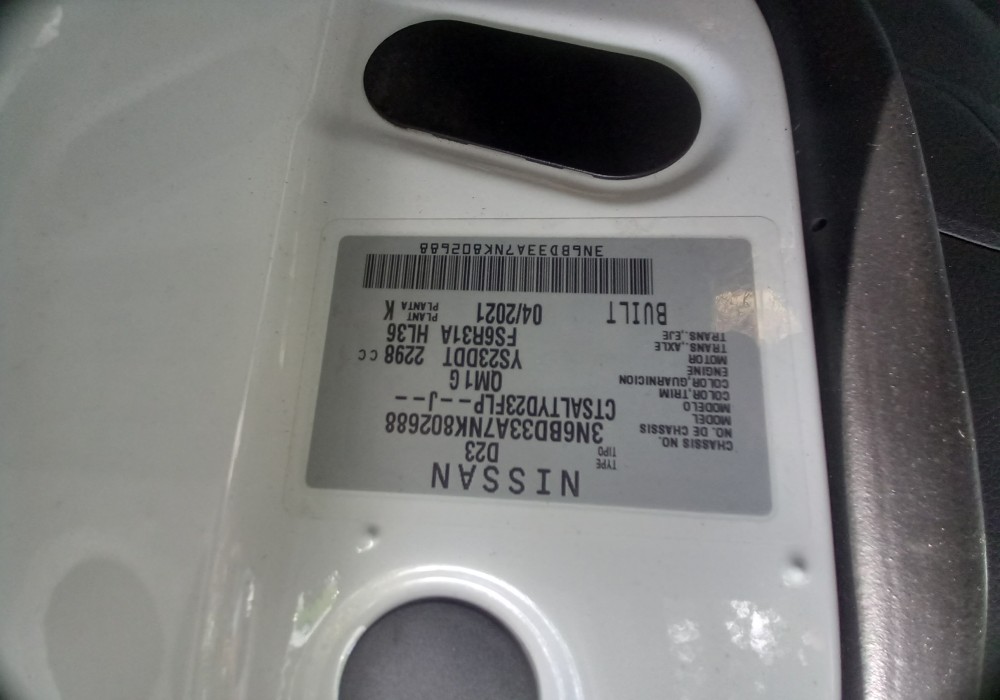 NISSAN
TYPE
TIPO D23
CHASSIS NO.
NO. DE CHASSIS 3N6BD33A7NK802688
MODEL
MODELO CTSALTYD23FLP--J--
COLOR,TRIM
COLOR,GUARNICION QM1 G
ENGINE
MOTOR YS23DDT 2298 CC
TRANS.,AXLE
TRANS.,EJE FS6R31A HL36
BUILT 04/2021 PLANT
PLANTA K
3N6BD33A7NK802688